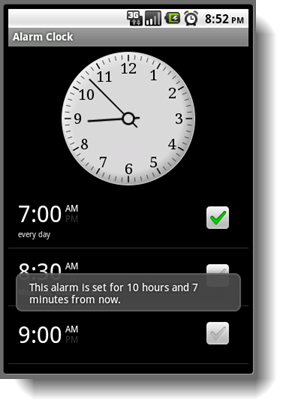 3G
8:52 PM
Alarm Clock
12
11 1
10 2
9 3
8 4
7 5
6
7:00 AM
PM
every day
8:30 AM
This alarm is set for 10 hours and 7
minutes from now.
9:00 AM
PM